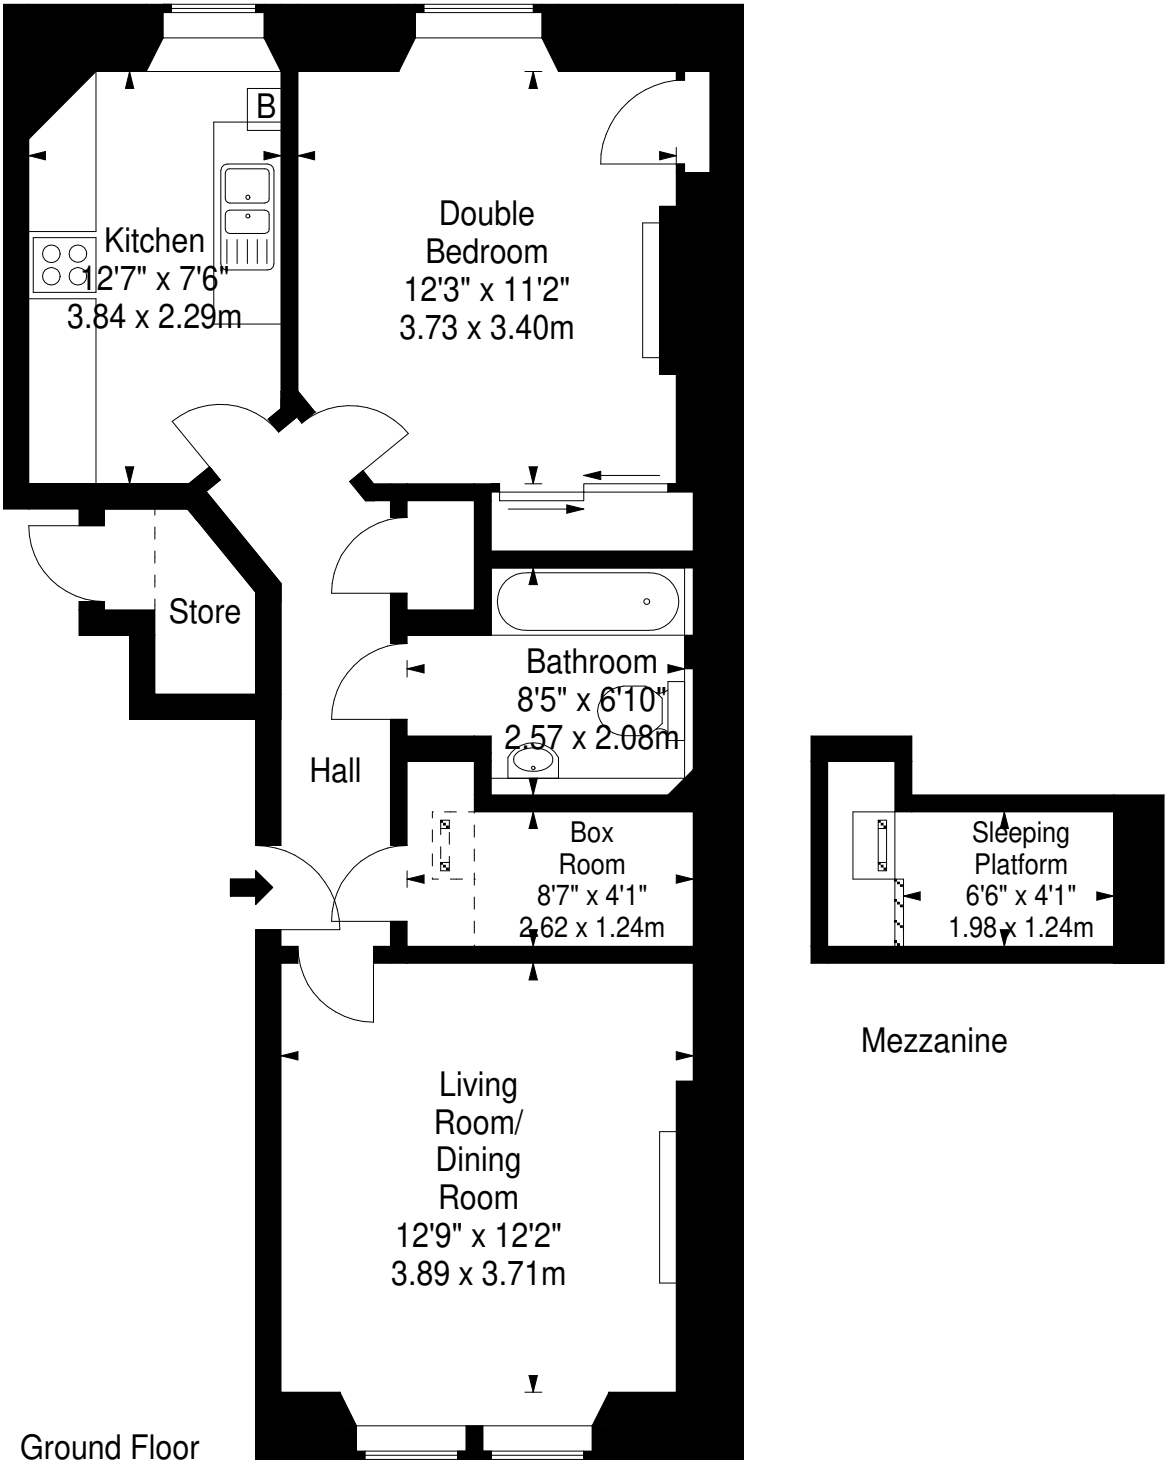 B
Kitchen
12'7" x 7'6"
3.84 x 2.29m
Double
Bedroom
12'3" x 11'2"
3.73 x 3.40m
Store
Bathroom
8'5" x 6'10"
2.57 x 2.08m
Hall
Box
Room
8'7" x 4'1"
2.62 x 1.24m
Sleeping
Platform
6'6" x 4'1"
1.98 x 1.24m
Mezzanine
Living
Room/
Dining
Room
12'9" x 12'2"
3.89 x 3.71m
Ground Floor